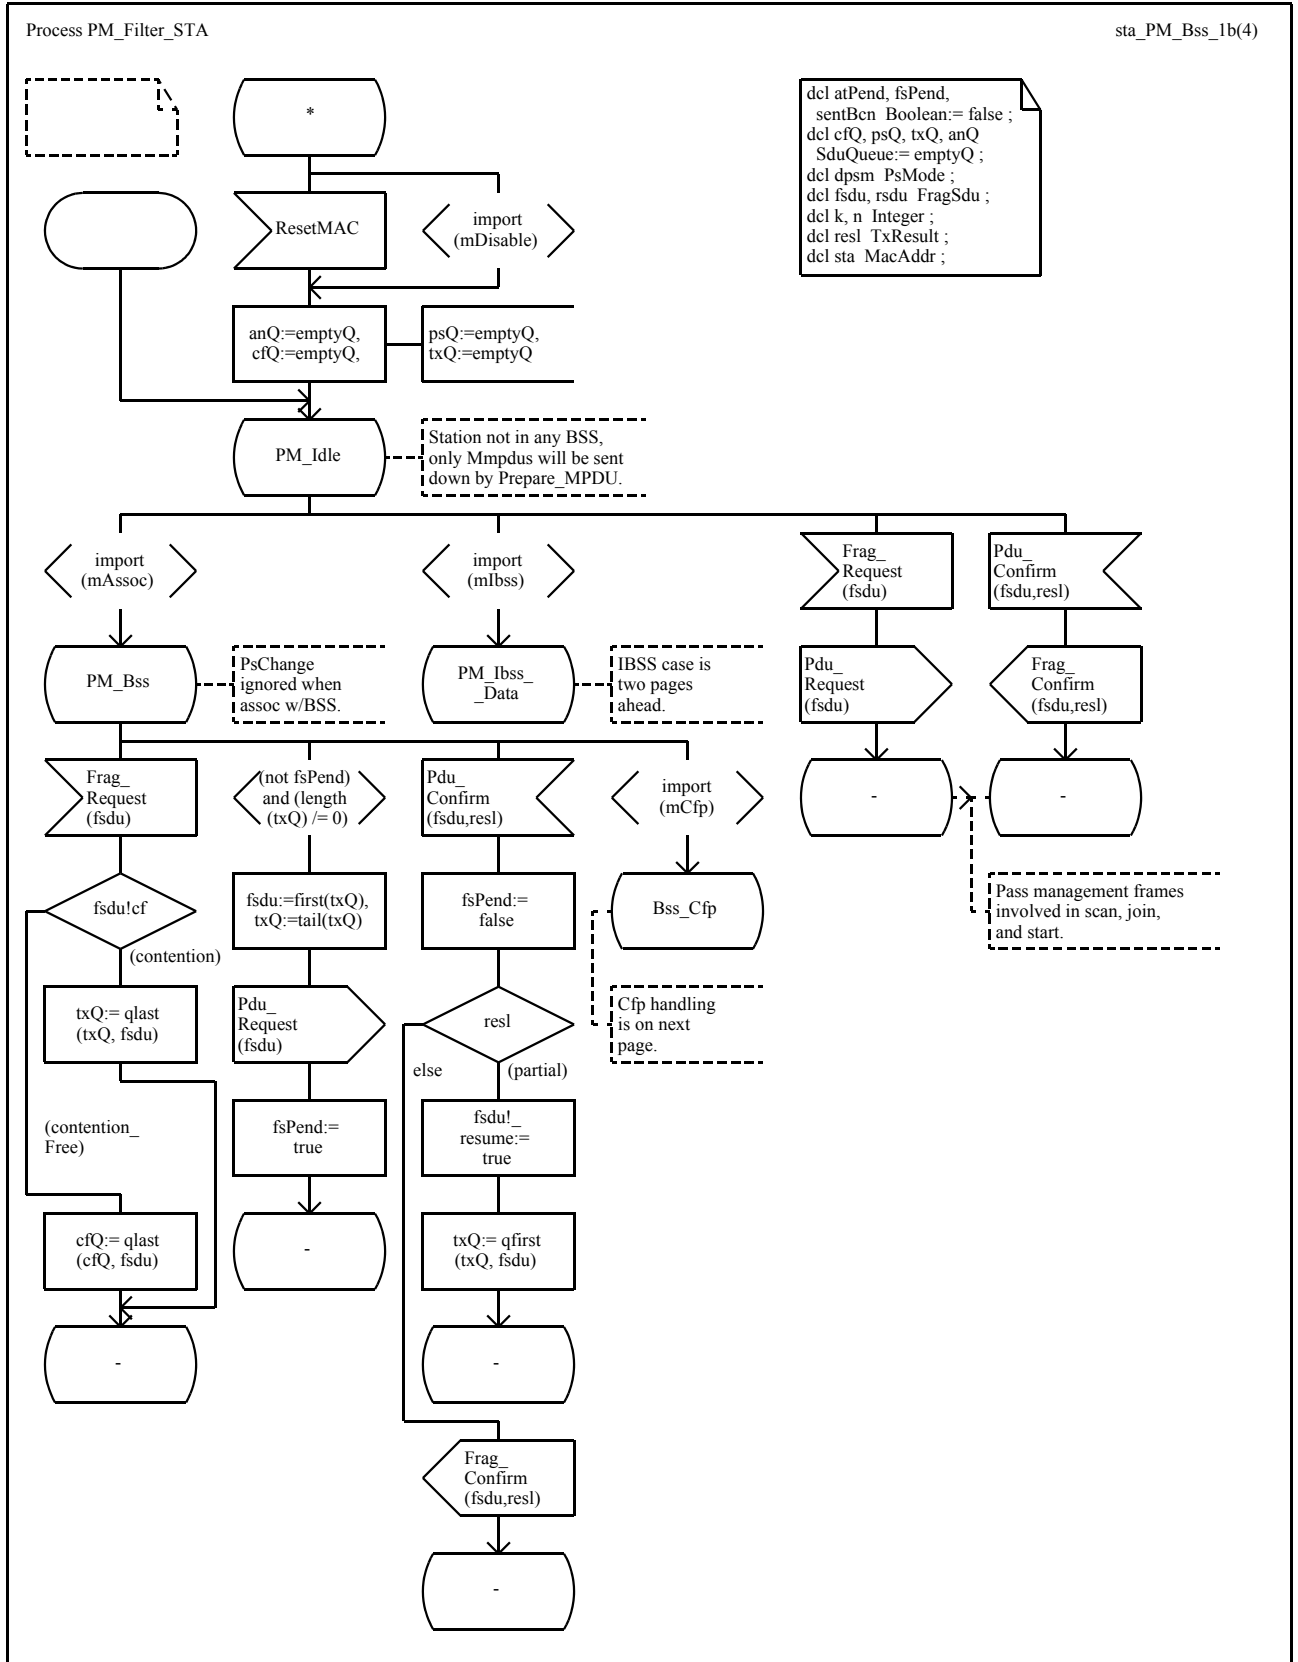 Process PM_Filter_STA
sta_PM_Bss_1b(4)
*
dcl atPend, fsPend,
sentBcn Boolean:= false ;
dcl cfQ, psQ, txQ, anQ
SduQueue:= emptyQ ;
dcl dpsm PsMode ;
dcl fsdu, rsdu FragSdu ;
dcl k, n Integer ;
dcl resl TxResult ;
dcl sta MacAddr ;
ResetMAC
import
(mDisable)
anQ:=emptyQ,
cfQ:=emptyQ,
psQ:=emptyQ,
txQ:=emptyQ
PM_Idle
Station not in any BSS,
only Mmpdus will be sent
down by Prepare_MPDU.
import
(mAssoc)
import
(mIbss)
Frag_
Request
(fsdu)
Pdu_
Confirm
(fsdu,resl)
PM_Bss
PsChange
ignored when
assoc w/BSS.
PM_Ibss_
_Data
IBSS case is
two pages
ahead.
Pdu_
Request
(fsdu)
Frag_
Confirm
(fsdu,resl)
Frag_
Request
(fsdu)
(not fsPend)
and (length
(txQ) /= 0)
Pdu_
Confirm
(fsdu,resl)
import
(mCfp)
-
-
fsdu!cf
(contention)
fsdu:=first(txQ),
txQ:=tail(txQ)
fsPend:=
false
Bss_Cfp
Pass management frames
involved in scan, join,
and start.
txQ:= qlast
(txQ, fsdu)
Pdu_
Request
(fsdu)
resl
else
(partial)
Cfp handling
is on next
page.
(contention_
Free)
fsPend:=
true
fsdu!_
resume:=
true
cfQ:= qlast
(cfQ, fsdu)
-
txQ:= qfirst
(txQ, fsdu)
-
-
Frag_
Confirm
(fsdu,resl)
-